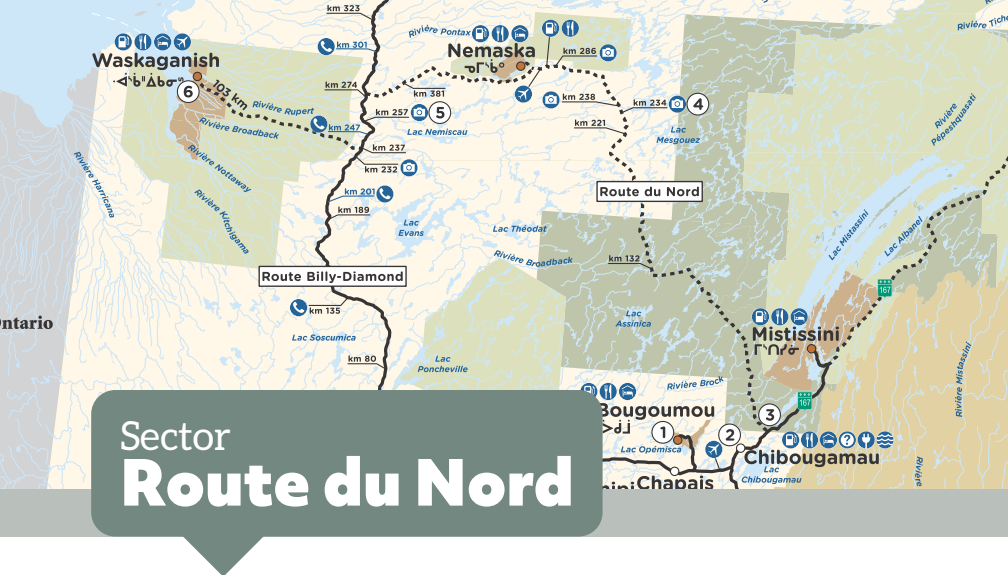 km 323
Rivière Tiche
Rivière Pontax
km 301
Nemaska
ᓀᒥᔅᑳᐤ
km 286
Waskaganish
ᐧᐋᔅᑳᐦᐄᑲᓂᔥ
6
103 km
km 274
km 381
km 238
km 234
4
Rivière Rupert
km 257
5
km 221
Lac
Mesgouez
Rivière
Pépeshquasati
Rivière Broadback
km 247
Lac Nemiscau
km 237
km 232
Rivière Harricana
Rivière Nottaway
km 201
Route du Nord
km 189
Rivière Kitchigama
Lac
Evans
Lac Théodat
Lac Mistassini
Lac Albanel
Rivière Broadback
km 132
Route Billy-Diamond
167
km 135
Ontario
Lac
Assinica
Mistissini
ᒥᔅᑎᓯᓃ
Lac Soscumica
km 80
Lac
Poncheville
Rivière Mistassini
Rivière Brock
167
Bougoumou
3
1
2
Lac Opémisca
Chibougamau
Lac
Chibougamau
Rivière
Chapais
Sector
Route du Nord